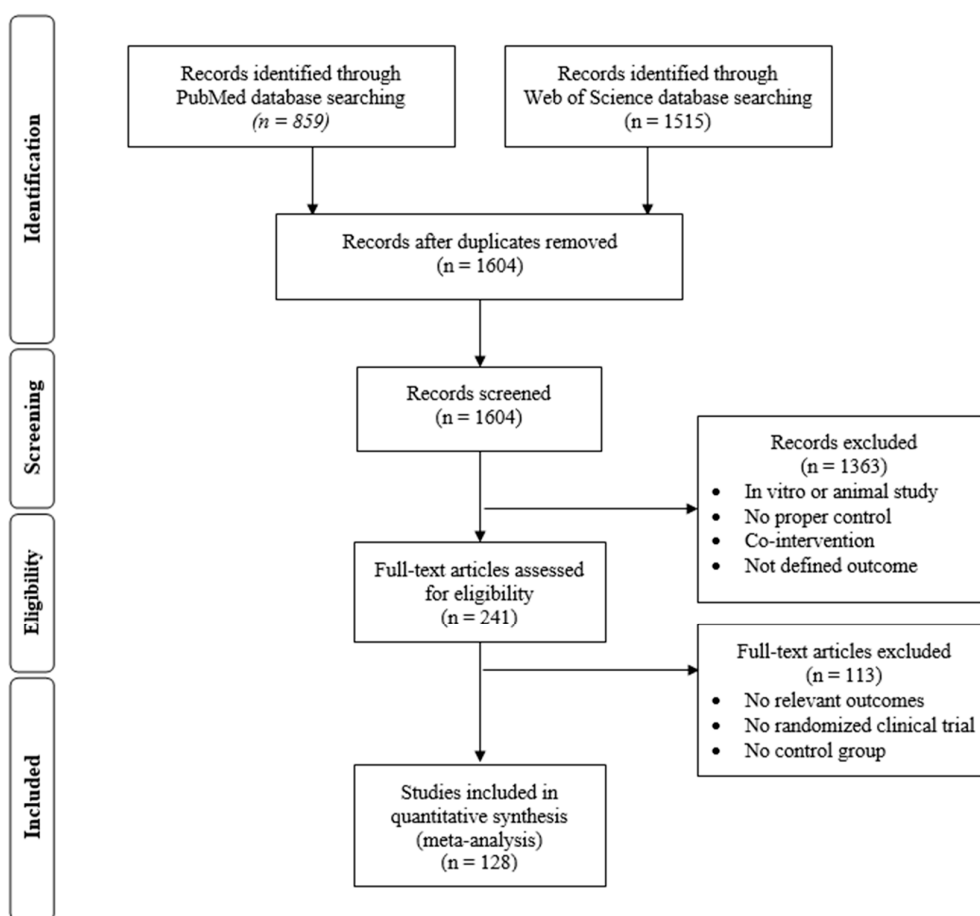 Identification
Records identified through
PubMed database searching
(n = 859)
Records identified through
Web of Science database searching
(n = 1515)
Records after duplicates removed
(n = 1604)
Screening
Records screened
(n = 1604)
Records excluded
(n = 1363)
• In vitro or animal study
• No proper control
• Co-intervention
• Not defined outcome
Eligibility
Full-text articles assessed
for eligibility
(n = 241)
Full-text articles excluded
(n = 113)
• No relevant outcomes
• No randomized clinical trial
• No control group
Included
Studies included in
quantitative synthesis
(meta-analysis)
(n = 128)